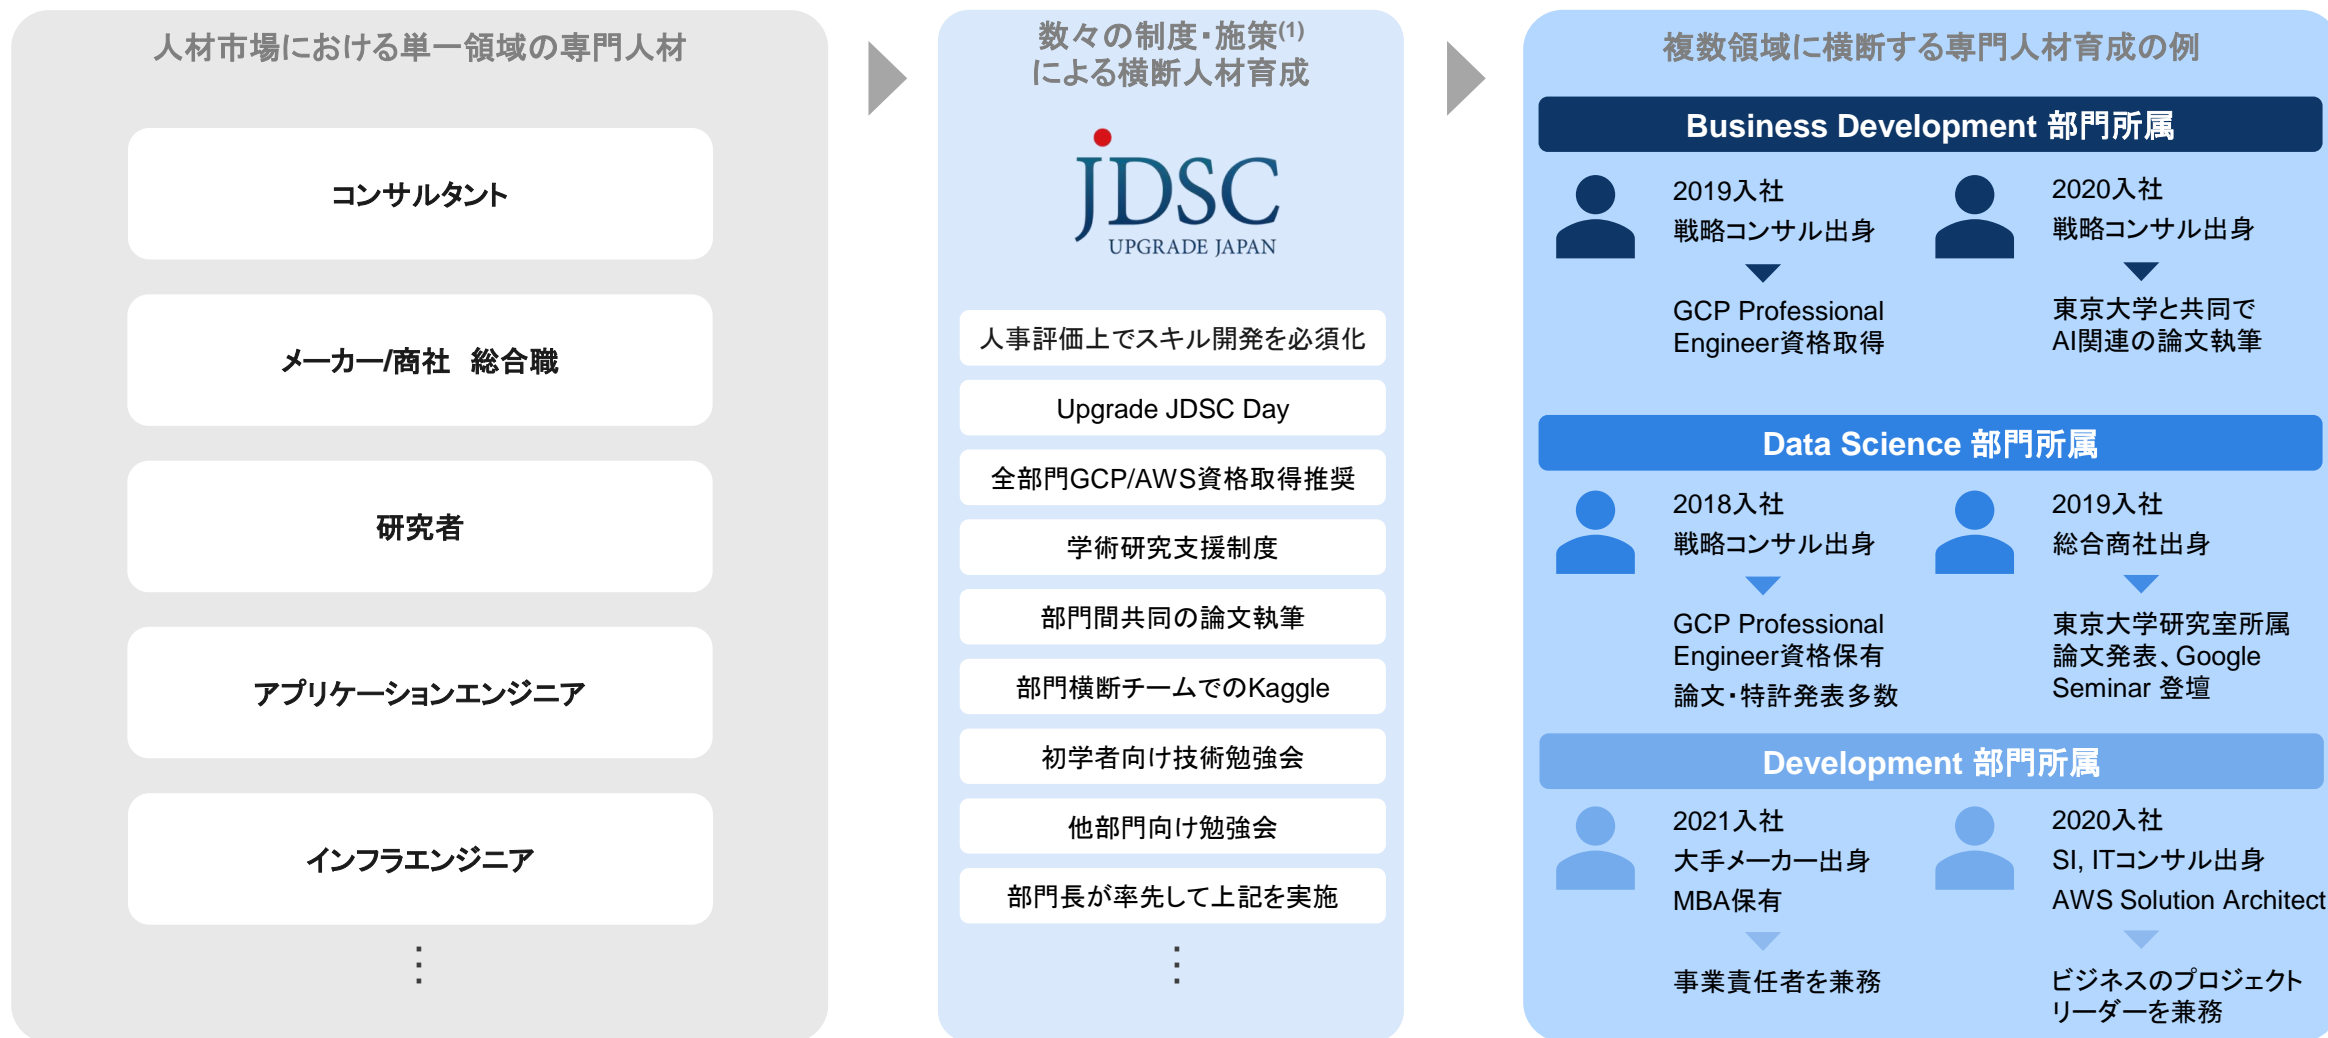 人材市場における単一領域の専門人材
コンサルタント
メーカー/商社　総合職
研究者
アプリケーションエンジニア
インフラエンジニア
⋮
数々の制度・施策(1)
による横断人材育成
JDSC
UPGRADE JAPAN
人事評価上でスキル開発を必須化
Upgrade JDSC Day
全部門GCP/AWS資格取得推奨
学術研究支援制度
部門間共同の論文執筆
部門横断チームでのKaggle
初学者向け技術勉強会
他部門向け勉強会
部門長が率先して上記を実施
⋮
複数領域に横断する専門人材育成の例
Business Development 部門所属
2019入社
戦略コンサル出身
GCP Professional
Engineer資格取得
2020入社
戦略コンサル出身
東京大学と共同で
AI関連の論文執筆
Data Science 部門所属
2018入社
戦略コンサル出身
GCP Professional
Engineer資格保有
論文・特許発表多数
2019入社
総合商社出身
東京大学研究室所属
論文発表、Google
Seminar 登壇
Development 部門所属
2021入社
大手メーカー出身
MBA保有
事業責任者を兼務
2020入社
SI, ITコンサル出身
AWS Solution Architect
ビジネスのプロジェクト
リーダーを兼務